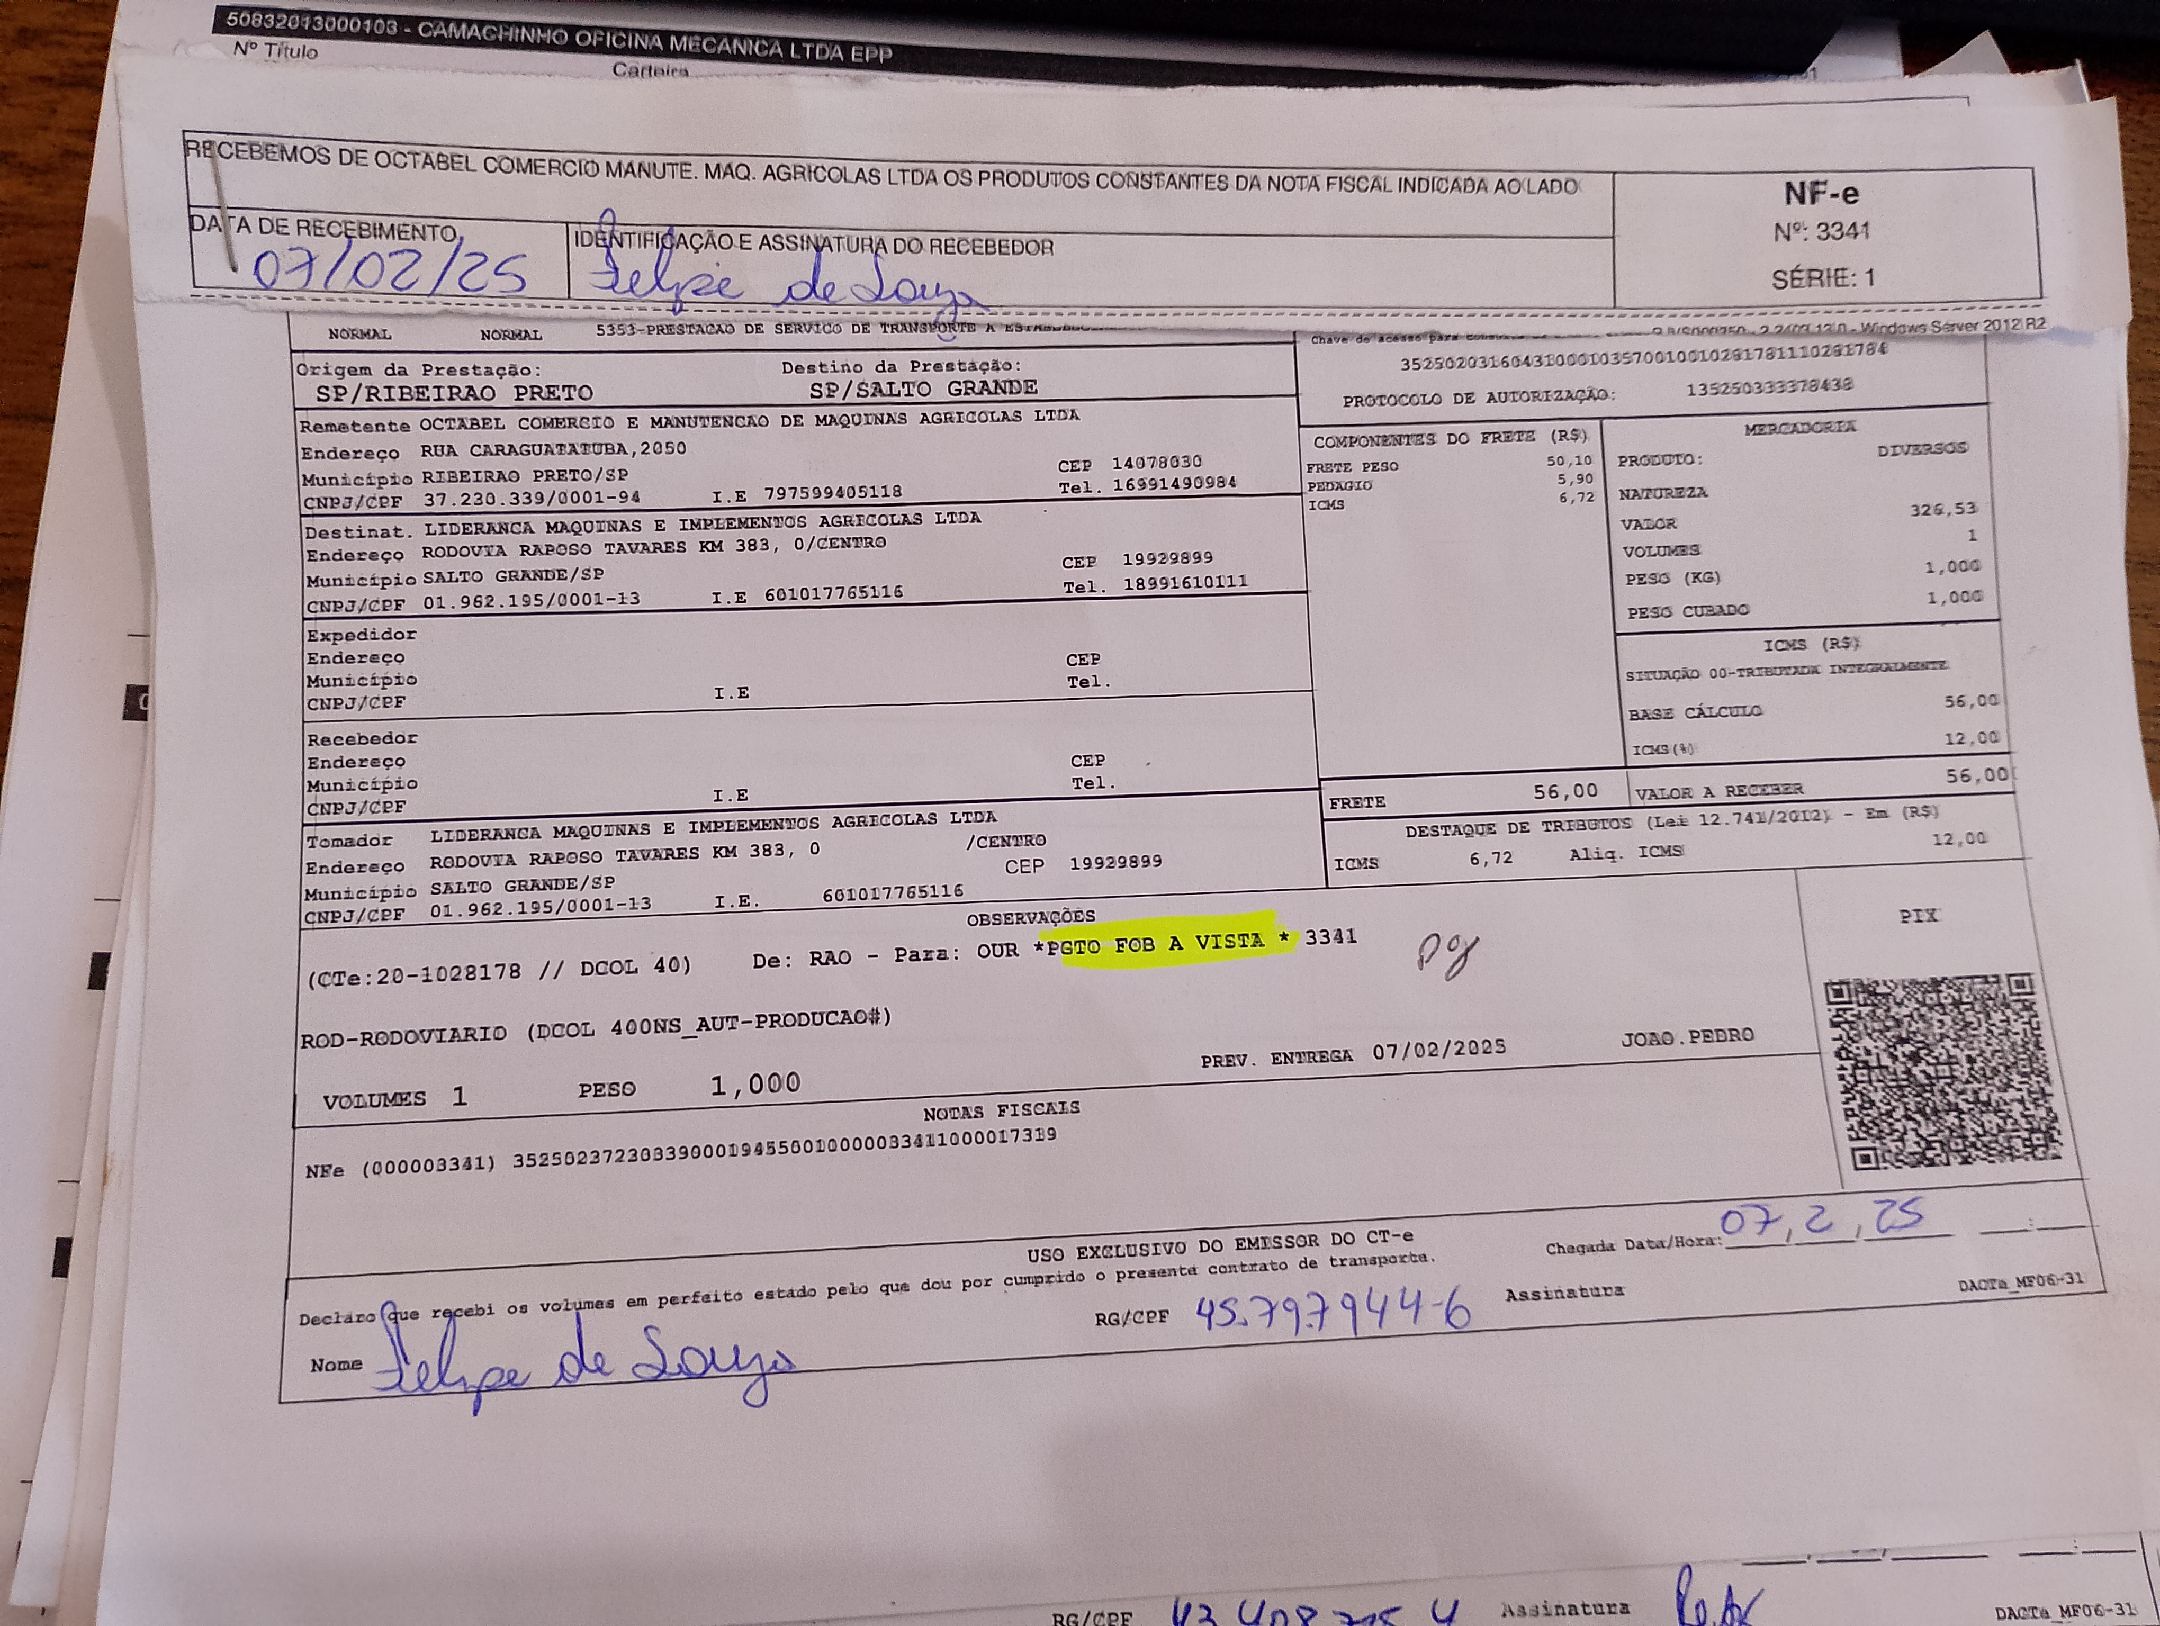 50832013000103 - CAMACHINHO OFICINA MECANICA LTDA EPP
Nº Título
Carteira
RECEBEMOS DE OCTABEL COMERCIO MANUTE. MAQ. AGRICOLAS LTDA OS PRODUTOS CONSTANTES DA NOTA FISCAL INDICADA AO LADO
NF-e
Nº: 3341
SÉRIE: 1
DATA DE RECEBIMENTO
07/02/25
IDENTIFICAÇÃO E ASSINATURA DO RECEBEDOR
Felipe de Souza
NORMAL NORMAL 5353-PRESTACAO DE SERVICO DE TRANSPORTE A
- Windows Server 2012 R2
Chave de acesso para
35250203160431000103570010010281781110281784
PROTOCOLO DE AUTORIZAÇÃO: 135250333378438
Origem da Prestação: Destino da Prestação:
SP/RIBEIRAO PRETO SP/SALTO GRANDE
Remetente OCTABEL COMERCIO E MANUTENCAO DE MAQUINAS AGRICOLAS LTDA
Endereço RUA CARAGUATATUBA,2050
Município RIBEIRAO PRETO/SP CEP 14078030
CNPJ/CPF 37.230.339/0001-94 I.E 797599405118 Tel. 16991490984
Destinat. LIDERANCA MAQUINAS E IMPLEMENTOS AGRICOLAS LTDA
Endereço RODOVIA RAPOSO TAVARES KM 383, 0/CENTRO
Município SALTO GRANDE/SP CEP 19929899
CNPJ/CPF 01.962.195/0001-13 I.E 601017765116 Tel. 18991610111
Expedidor
Endereço CEP
Município Tel.
CNPJ/CPF I.E
Recebedor
Endereço CEP
Município Tel.
CNPJ/CPF I.E
Tomador LIDERANCA MAQUINAS E IMPLEMENTOS AGRICOLAS LTDA
Endereço RODOVIA RAPOSO TAVARES KM 383, 0 /CENTRO
Município SALTO GRANDE/SP CEP 19929899
CNPJ/CPF 01.962.195/0001-13 I.E. 601017765116
COMPONENTES DO FRETE (R$)
FRETE PESO 50,10
PEDAGIO 5,90
ICMS 6,72
MERCADORIA
PRODUTO: DIVERSOS
NATUREZA
VALOR 326,53
VOLUMES 1
PESO (KG) 1,000
PESO CUBADO 1,000
ICMS (R$)
SITUAÇÃO 00-TRIBUTADA INTEGRALMENTE
BASE CÁLCULO 56,00
ICMS(%) 12,00
FRETE 56,00 VALOR A RECEBER 56,00
DESTAQUE DE TRIBUTOS (Lei 12.741/2012) - Em (R$)
ICMS 6,72 Aliq. ICMS 12,00
OBSERVAÇÕES
(CTe:20-1028178 // DCOL 40) De: RAO - Para: OUR *PGTO FOB A VISTA * 3341
pg
PIX
ROD-RODOVIARIO (DCOL 400NS_AUT-PRODUCAO#)
PREV. ENTREGA 07/02/2025 JOAO.PEDRO
VOLUMES 1 PESO 1,000
NOTAS FISCAIS
NFe (000003341) 35250237230339000194550010000033411000017319
USO EXCLUSIVO DO EMISSOR DO CT-e
Declaro que recebi os volumes em perfeito estado pelo que dou por cumprido o presente contrato de transporte.
Chegada Data/Hora: 07, 2, 25 :
Nome Felipe de Souza RG/CPF 45.797.944-6 Assinatura
DACTe_MF06-31
RG/CPF Assinatura
DACTe_MF06-31